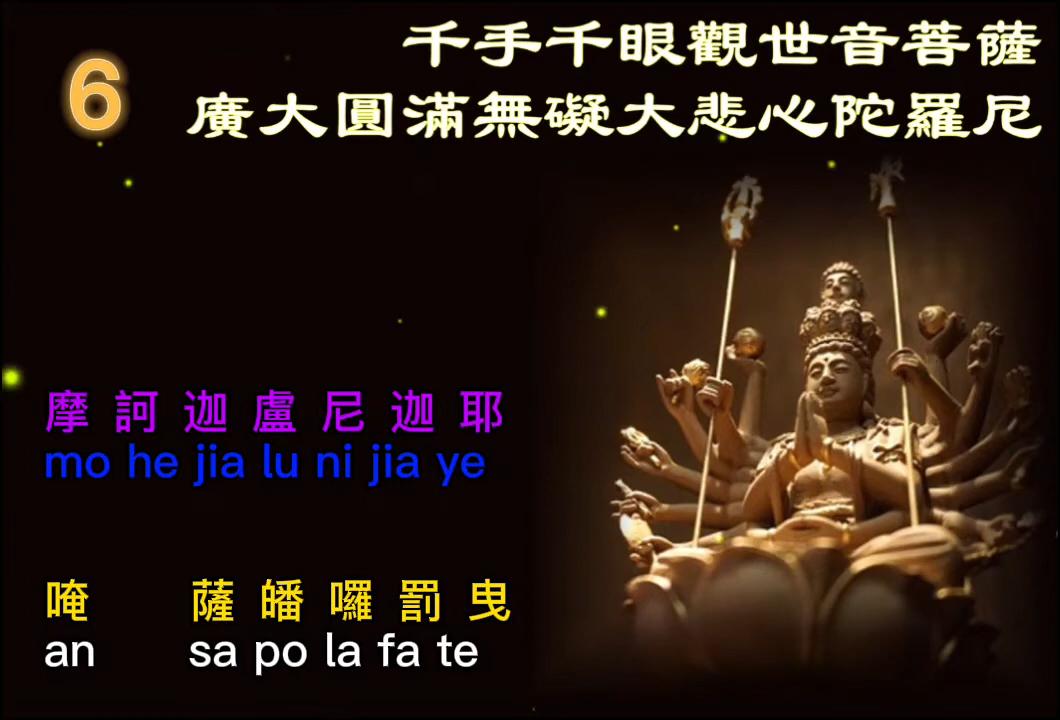 6
千手千眼觀世音菩薩
廣大圓滿無礙大悲心陀羅尼
摩訶迦盧尼迦耶
mo he jia lu ni jia ye
唵 薩皤囉罰曳
an sa po la fa te